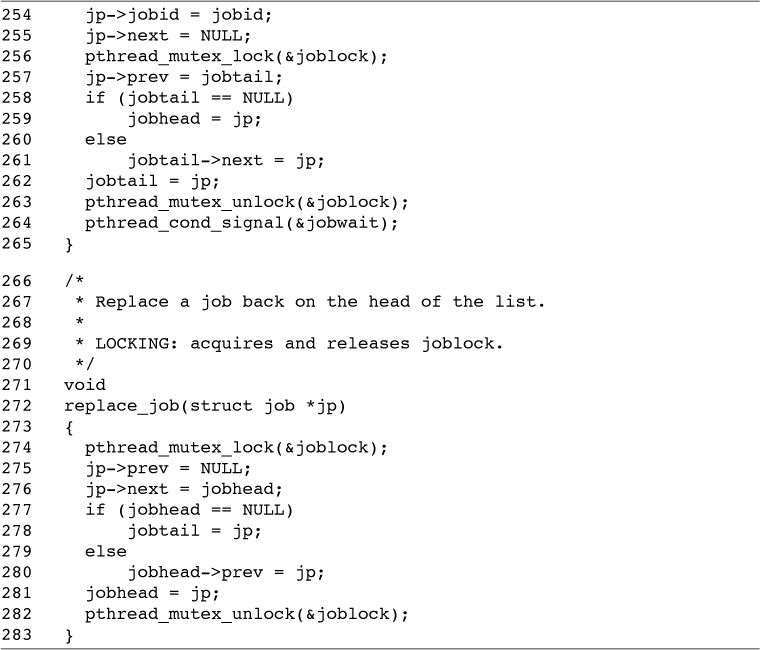 254     jp->jobid = jobid;
255     jp->next = NULL;
256     pthread_mutex_lock(&joblock);
257     jp->prev = jobtail;
258     if (jobtail == NULL)
259         jobhead = jp;
260     else
261         jobtail->next = jp;
262     jobtail = jp;
263     pthread_mutex_unlock(&joblock);
264     pthread_cond_signal(&jobwait);
265   }
266   /*
267    * Replace a job back on the head of the list.
268    *
269    * LOCKING: acquires and releases joblock.
270    */
271   void
272   replace_job(struct job *jp)
273   {
274     pthread_mutex_lock(&joblock);
275     jp->prev = NULL;
276     jp->next = jobhead;
277     if (jobhead == NULL)
278         jobtail = jp;
279     else
280         jobhead->prev = jp;
281     jobhead = jp;
282     pthread_mutex_unlock(&joblock);
283   }